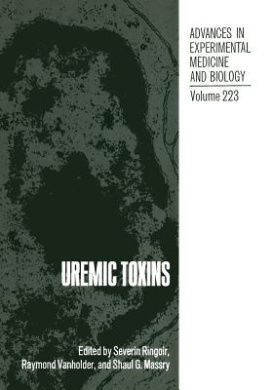 ADVANCES IN
EXPERIMENTAL
MEDICINE
AND BIOLOGY
Volume 223
UREMIC TOXINS
Edited by Severin Ringoir,
Raymond Vanholder, and Shaul G. Massry